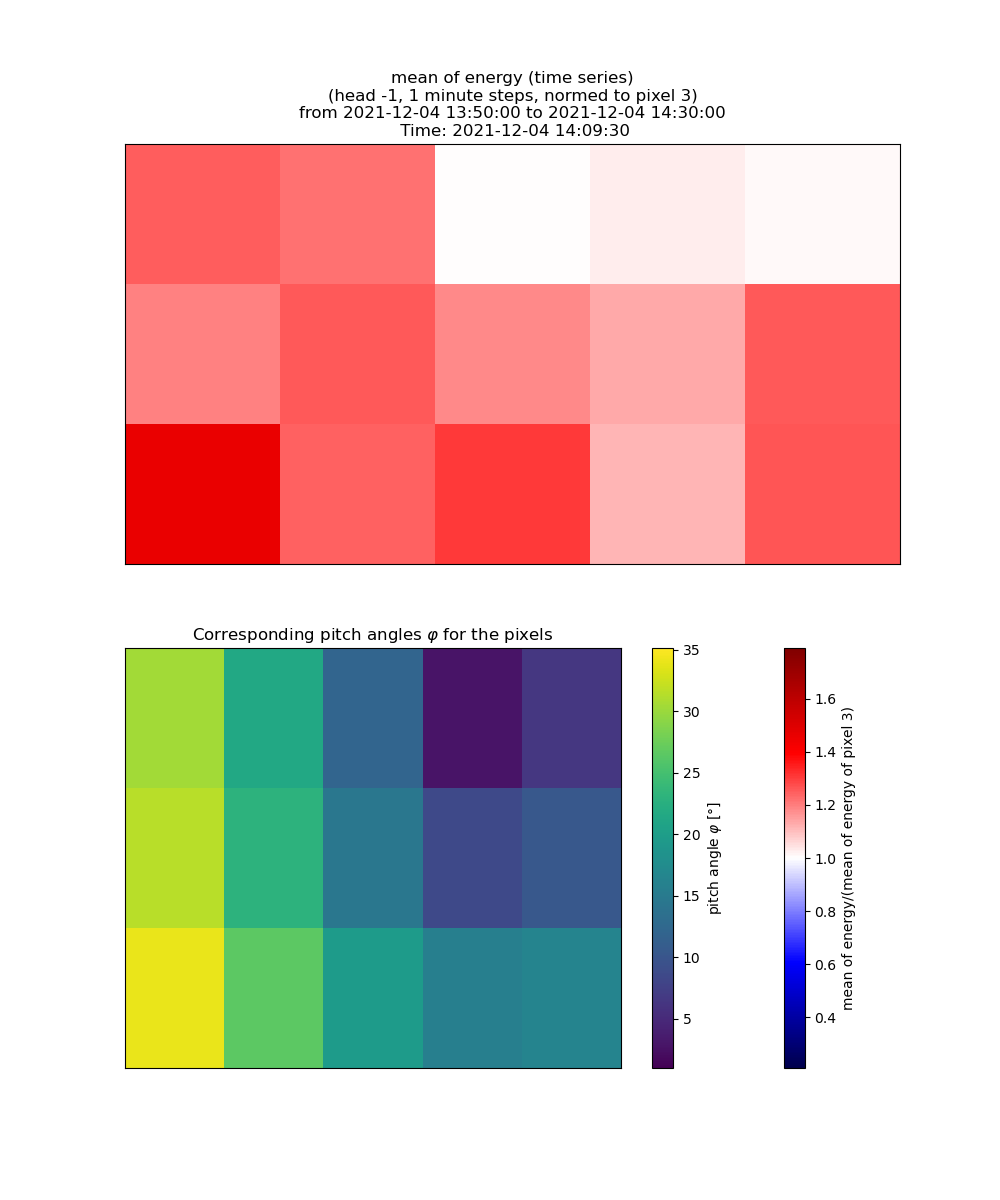 mean of energy (time series)
(head -1, 1 minute steps, normed to pixel 3)
from 2021-12-04 13:50:00 to 2021-12-04 14:30:00
Time: 2021-12-04 14:09:30
Corresponding pitch angles φ for the pixels
35
30
25
20
15
10
5
pitch angle φ [°]
1.6
1.4
1.2
1.0
0.8
0.6
0.4
mean of energy/(mean of energy of pixel 3)